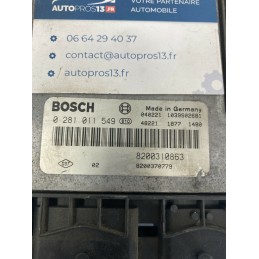 AUTOPROS13.FR
VOTRE PARTENAIRE
AUTOMOBILE
06 64 29 40 37
contact@autopros13.fr
/autopros13.fr
BOSCH
Made in Germany
0 281 011 549
8200310863
02
8200370779